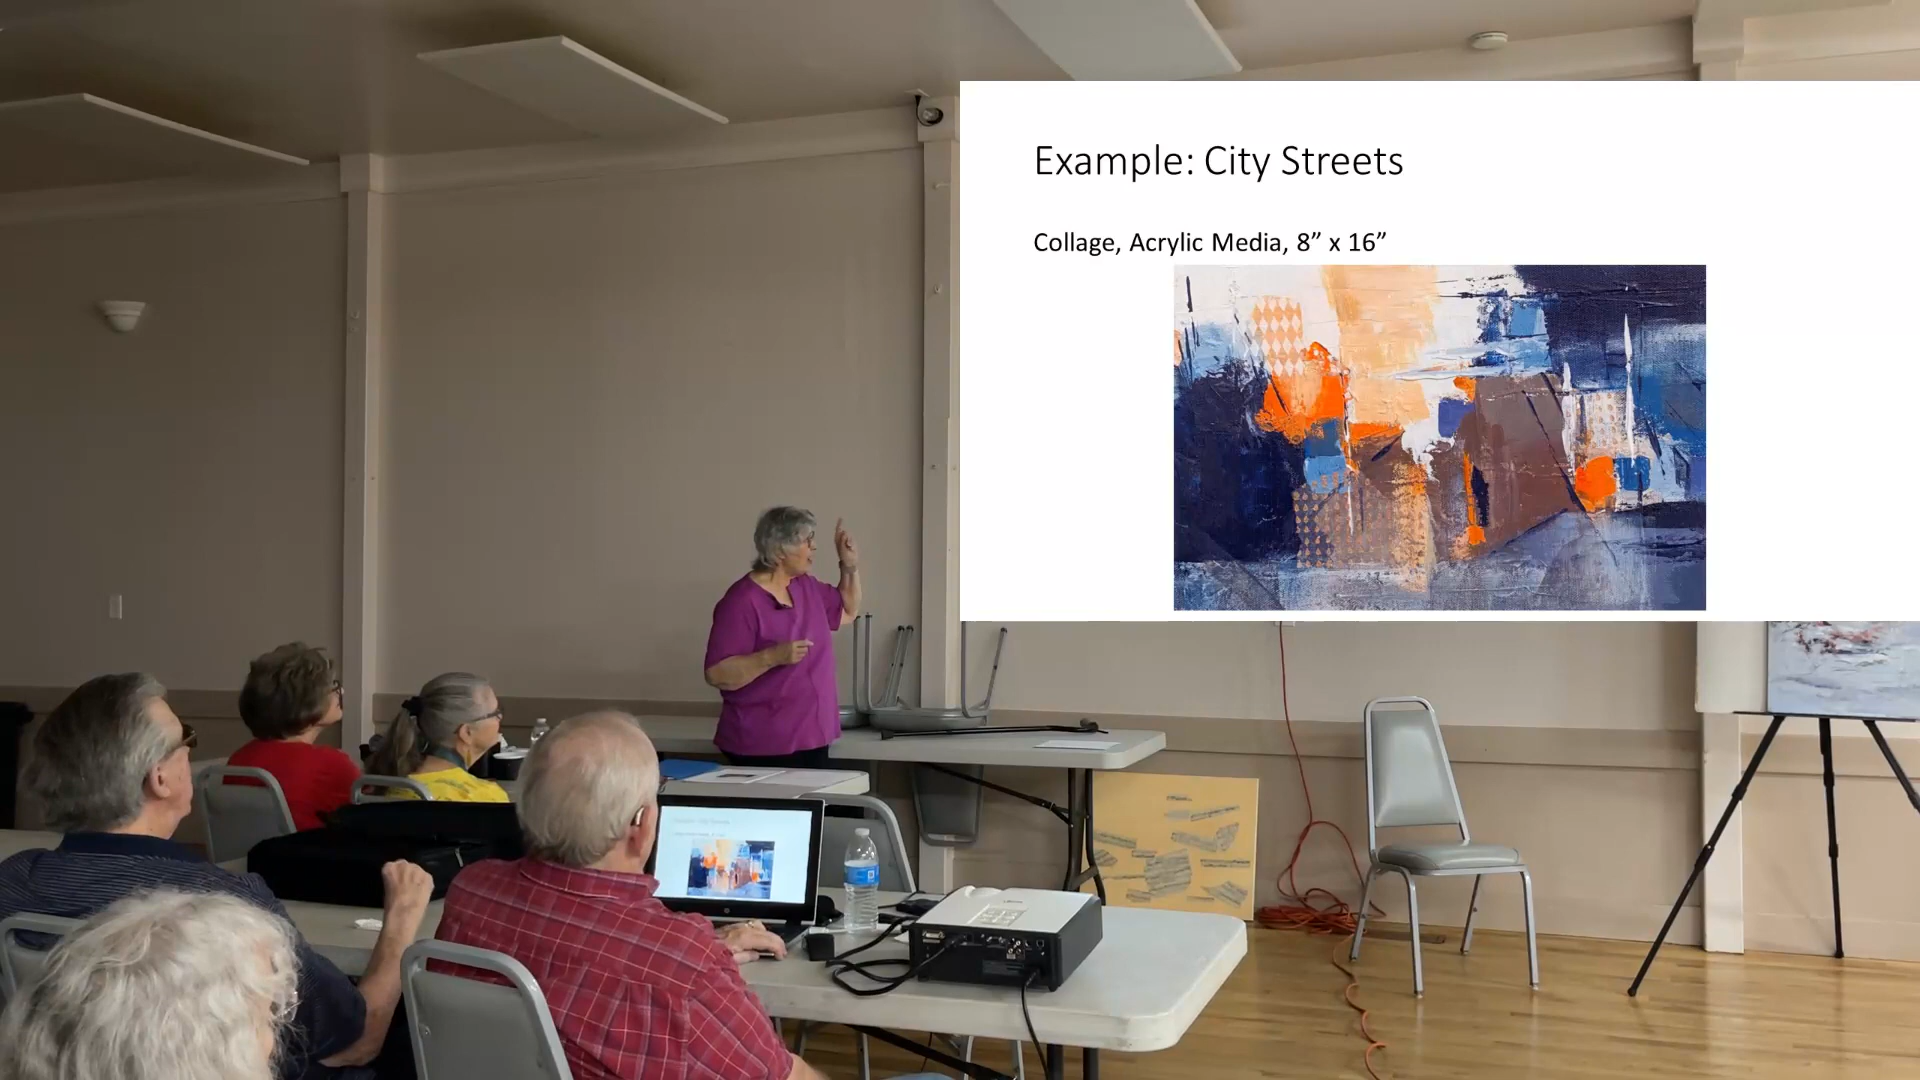 Example: City Streets
Collage, Acrylic Media, 8” x 16”